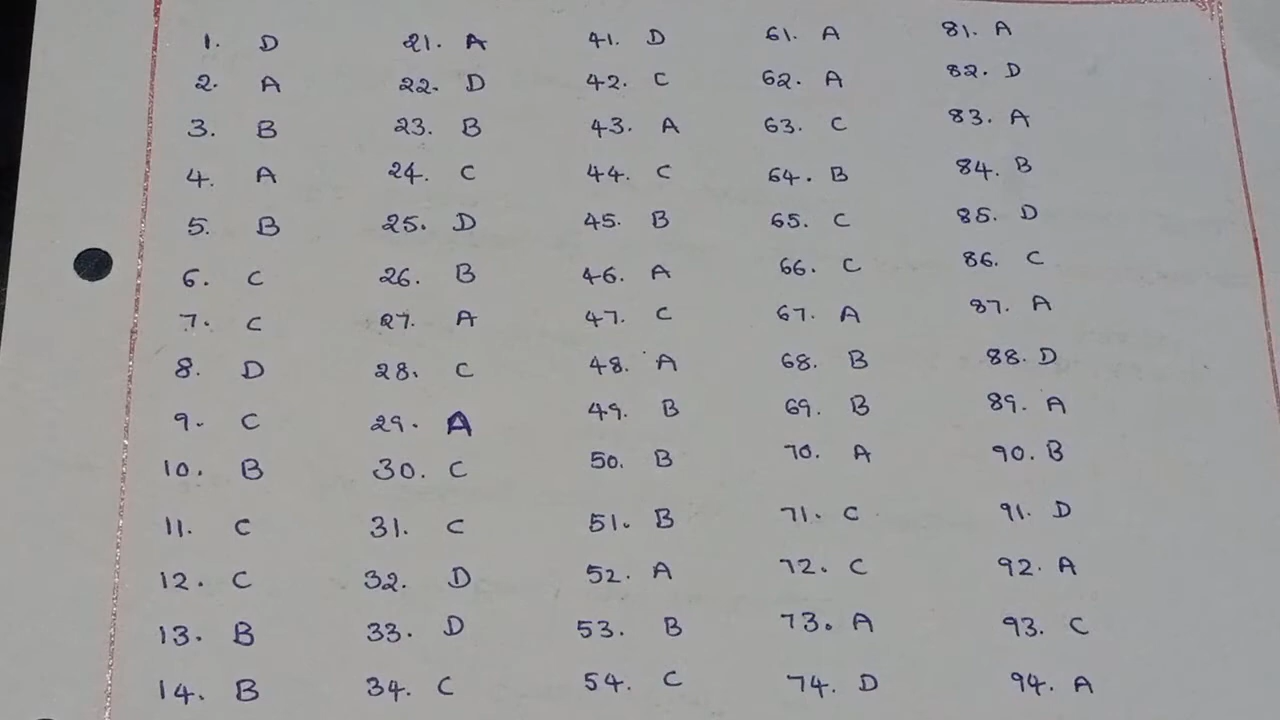 1. D 21. A 41. D 61. A 81. A
2. A 22. D 42. C 62. A 82. D
3. B 23. B 43. A 63. C 83. A
4. A 24. C 44. C 64. B 84. B
5. B 25. D 45. B 65. C 85. D
6. C 26. B 46. A 66. C 86. C
7. C 27. A 47. C 67. A 87. A
8. D 28. C 48. A 68. B 88. D
9. C 29. A 49. B 69. B 89. A
10. B 30. C 50. B 70. A 90. B
11. C 31. C 51. B 71. C 91. D
12. C 32. D 52. A 72. C 92. A
13. B 33. D 53. B 73. A 93. C
14. B 34. C 54. C 74. D 94. A